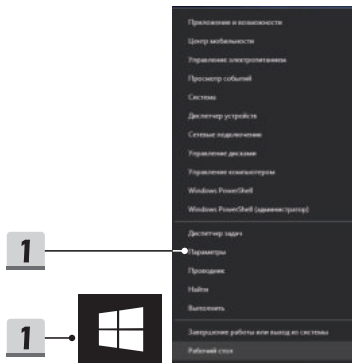 Приложения и возможности
Центр мобильности
Управление электропитанием
Просмотр событий
Система
Диспетчер устройств
Сетевые подключения
Управление дисками
Управление компьютером
Windows PowerShell
Windows PowerShell (администратор)
Диспетчер задач
1
Параметры
Проводник
Найти
Выполнить
1
Завершение работы или выход из системы
Рабочий стол